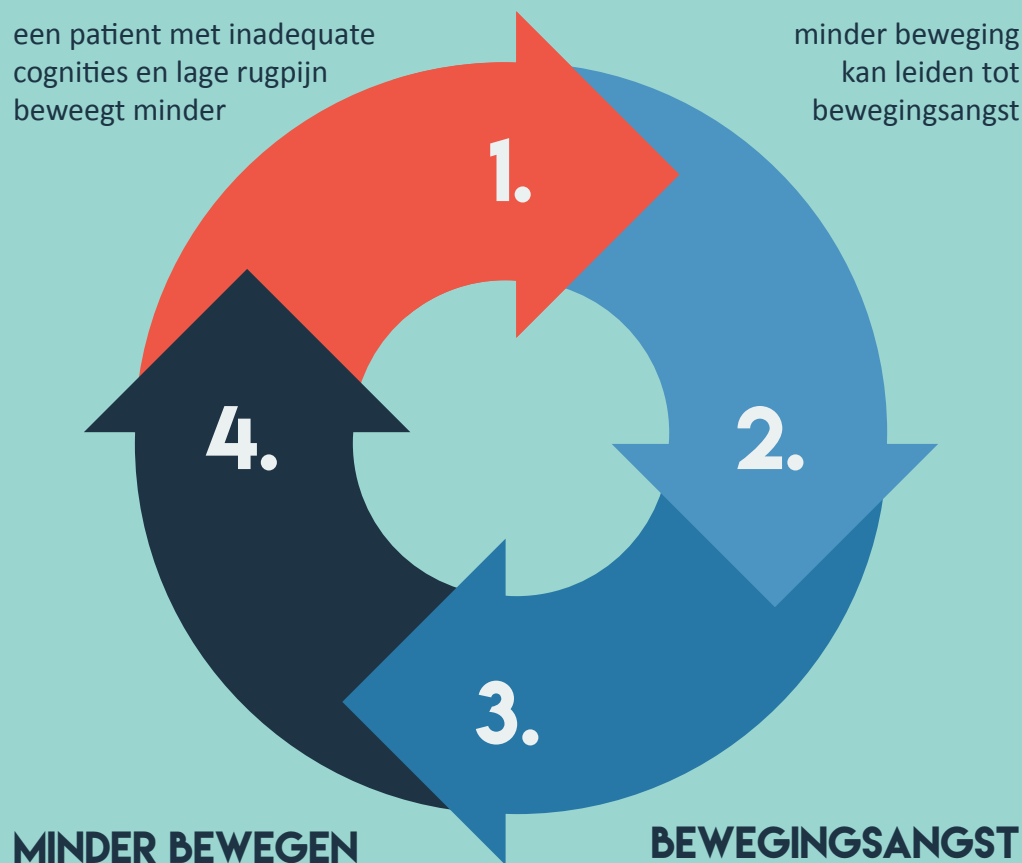 een patient met inadequate
cognities en lage rugpijn
beweegt minder
minder beweging
kan leiden tot
bewegingsangst
1.
2.
3.
4.
MINDER BEWEGEN
BEWEGINGSANGST